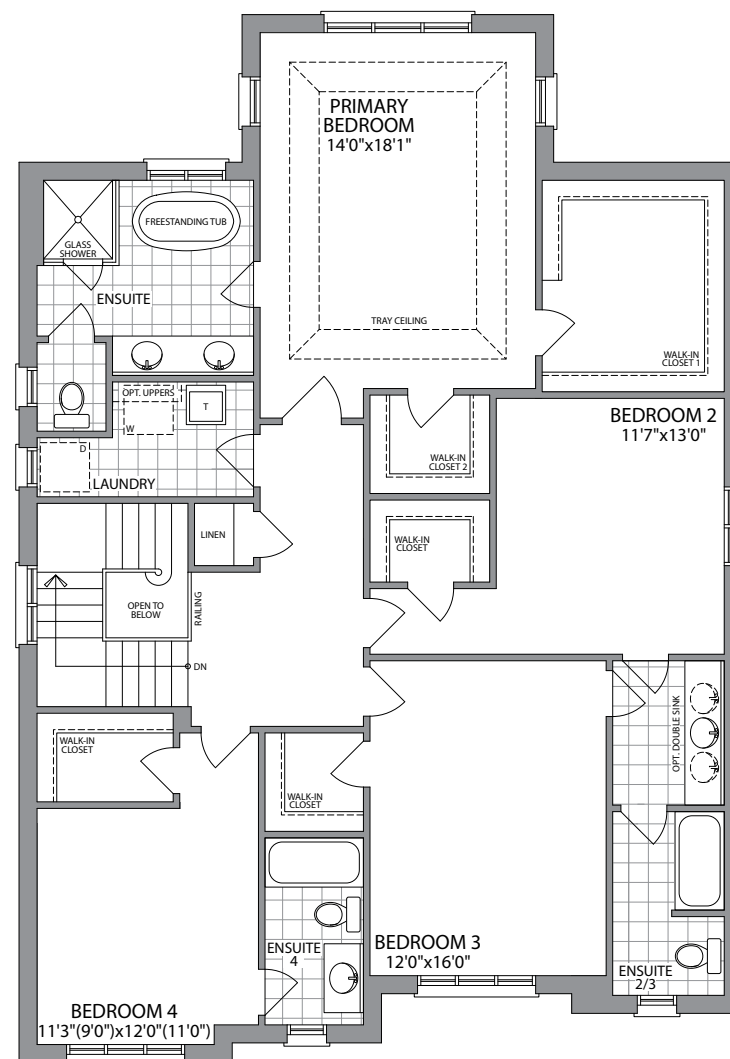 PRIMARY
BEDROOM
14'0"x18'1"
FREESTANDING TUB
GLASS
SHOWER
ENSUITE
TRAY CEILING
WALK-IN
CLOSET 1
OPT. UPPERS
T
W
D
LAUNDRY
BEDROOM 2
11'7"x13'0"
WALK-IN
CLOSET 2
LINEN
WALK-IN
CLOSET
OPEN TO
BELOW
RAILING
DN
OPT. DOUBLE SINK
WALK-IN
CLOSET
WALK-IN
CLOSET
BEDROOM 3
12'0"x16'0"
ENSUITE
4
ENSUITE
2/3
BEDROOM 4
11'3"(9'0")x12'0"(11'0")